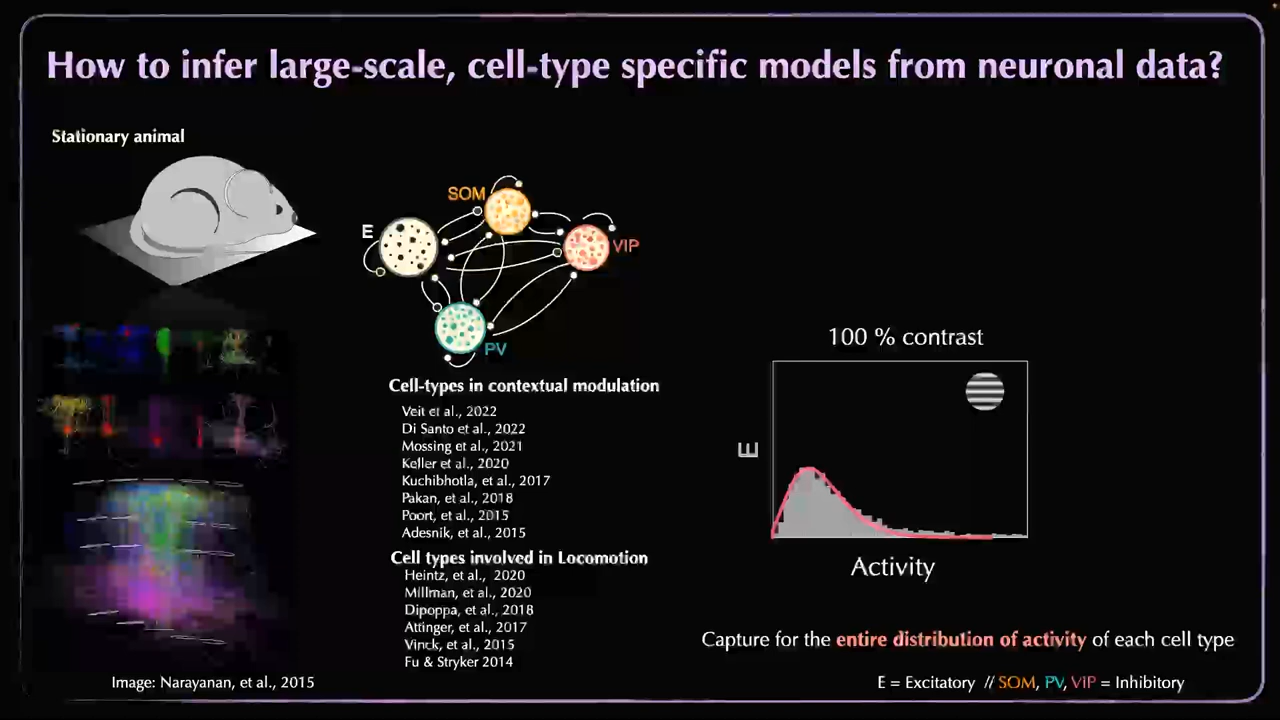 How to infer large-scale, cell-type specific models from neuronal data?
Stationary animal
SOM
E
VIP
PV
Cell-types in contextual modulation
Veit et al., 2022
Di Santo et al., 2022
Mossing et al., 2021
Keller et al., 2020
Kuchibhotla, et al., 2017
Pakan, et al., 2018
Poort, et al., 2015
Adesnik, et al., 2015
Cell types involved in Locomotion
Heintz, et al., 2020
Millman, et al., 2020
Dipoppa, et al., 2018
Attinger, et al., 2017
Vinck, et al., 2015
Fu & Stryker 2014
Image: Narayanan, et al., 2015
100 % contrast
E
Activity
Capture for the entire distribution of activity of each cell type
E = Excitatory // SOM, PV, VIP = Inhibitory